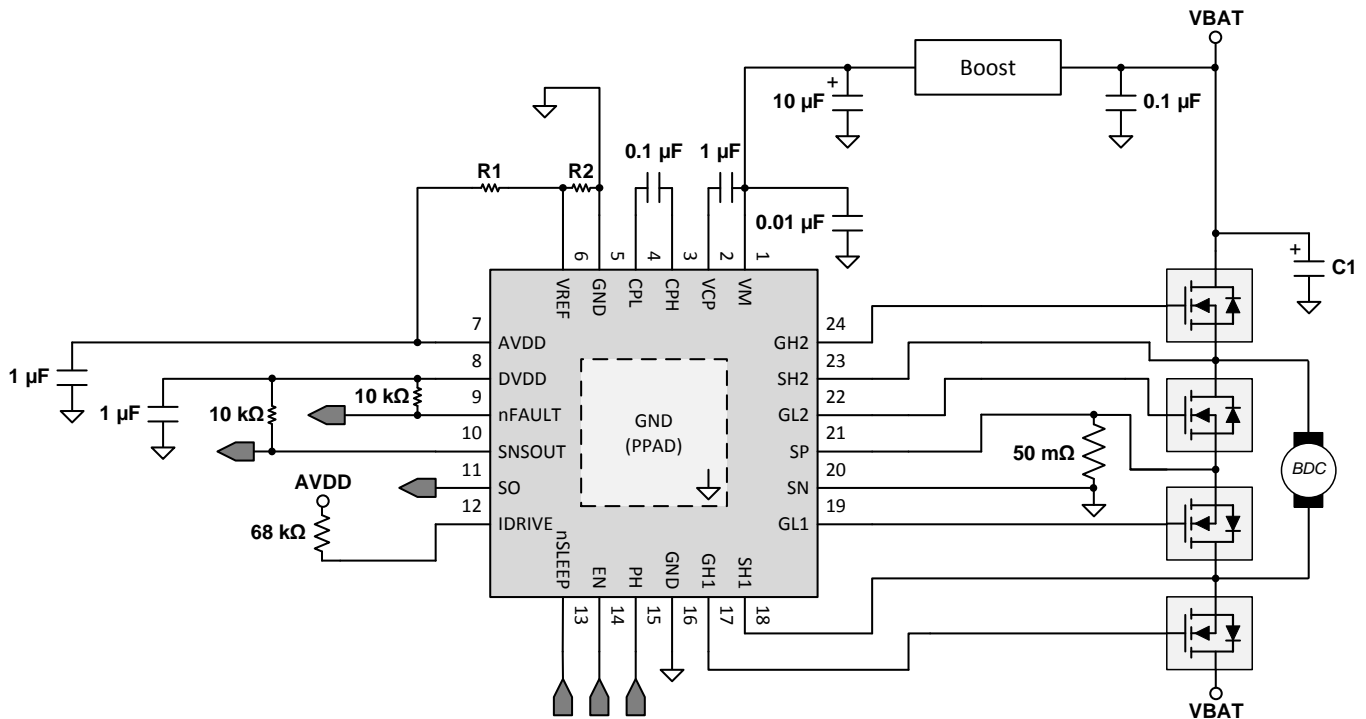 VBAT
Boost
10 µF
0.1 µF
+
0.1 µF
1 µF
R1
R2
0.01 µF
+
C1
6
5
4
3
2
1
VREF
GND
CPL
CPH
VCP
VM
7
AVDD
8
DVDD
9
nFAULT
10
SNSOUT
11
SO
12
IDRIVE
1 µF
1 µF
10 kΩ
10 kΩ
AVDD
68 kΩ
GND
(PPAD)
24
GH2
23
SH2
22
GL2
21
SP
20
SN
19
GL1
50 mΩ
BDC
nSLEEP
EN
PH
GND
GH1
SH1
13
14
15
16
17
18
VBAT